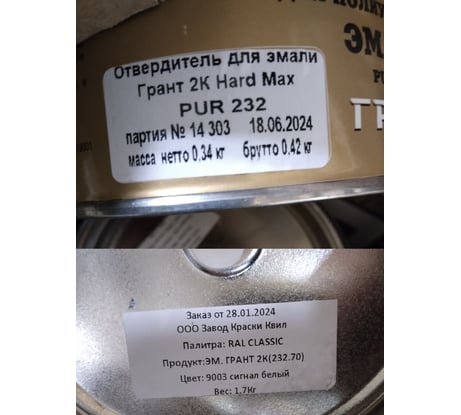 Отвердитель для эмали
Грант 2К Hard Max
PUR 232
партия № 14 303 18.06.2024
масса нетто 0,34 кг брутто 0,42 кг
ЭМ
Заказ от 28.01.2024
ООО Завод Краски Квил
Палитра: RAL CLASSIC
Продукт:ЭМ. ГРАНТ 2К(232.70)
Цвет: 9003 сигнал белый
Вес: 1.7Кг